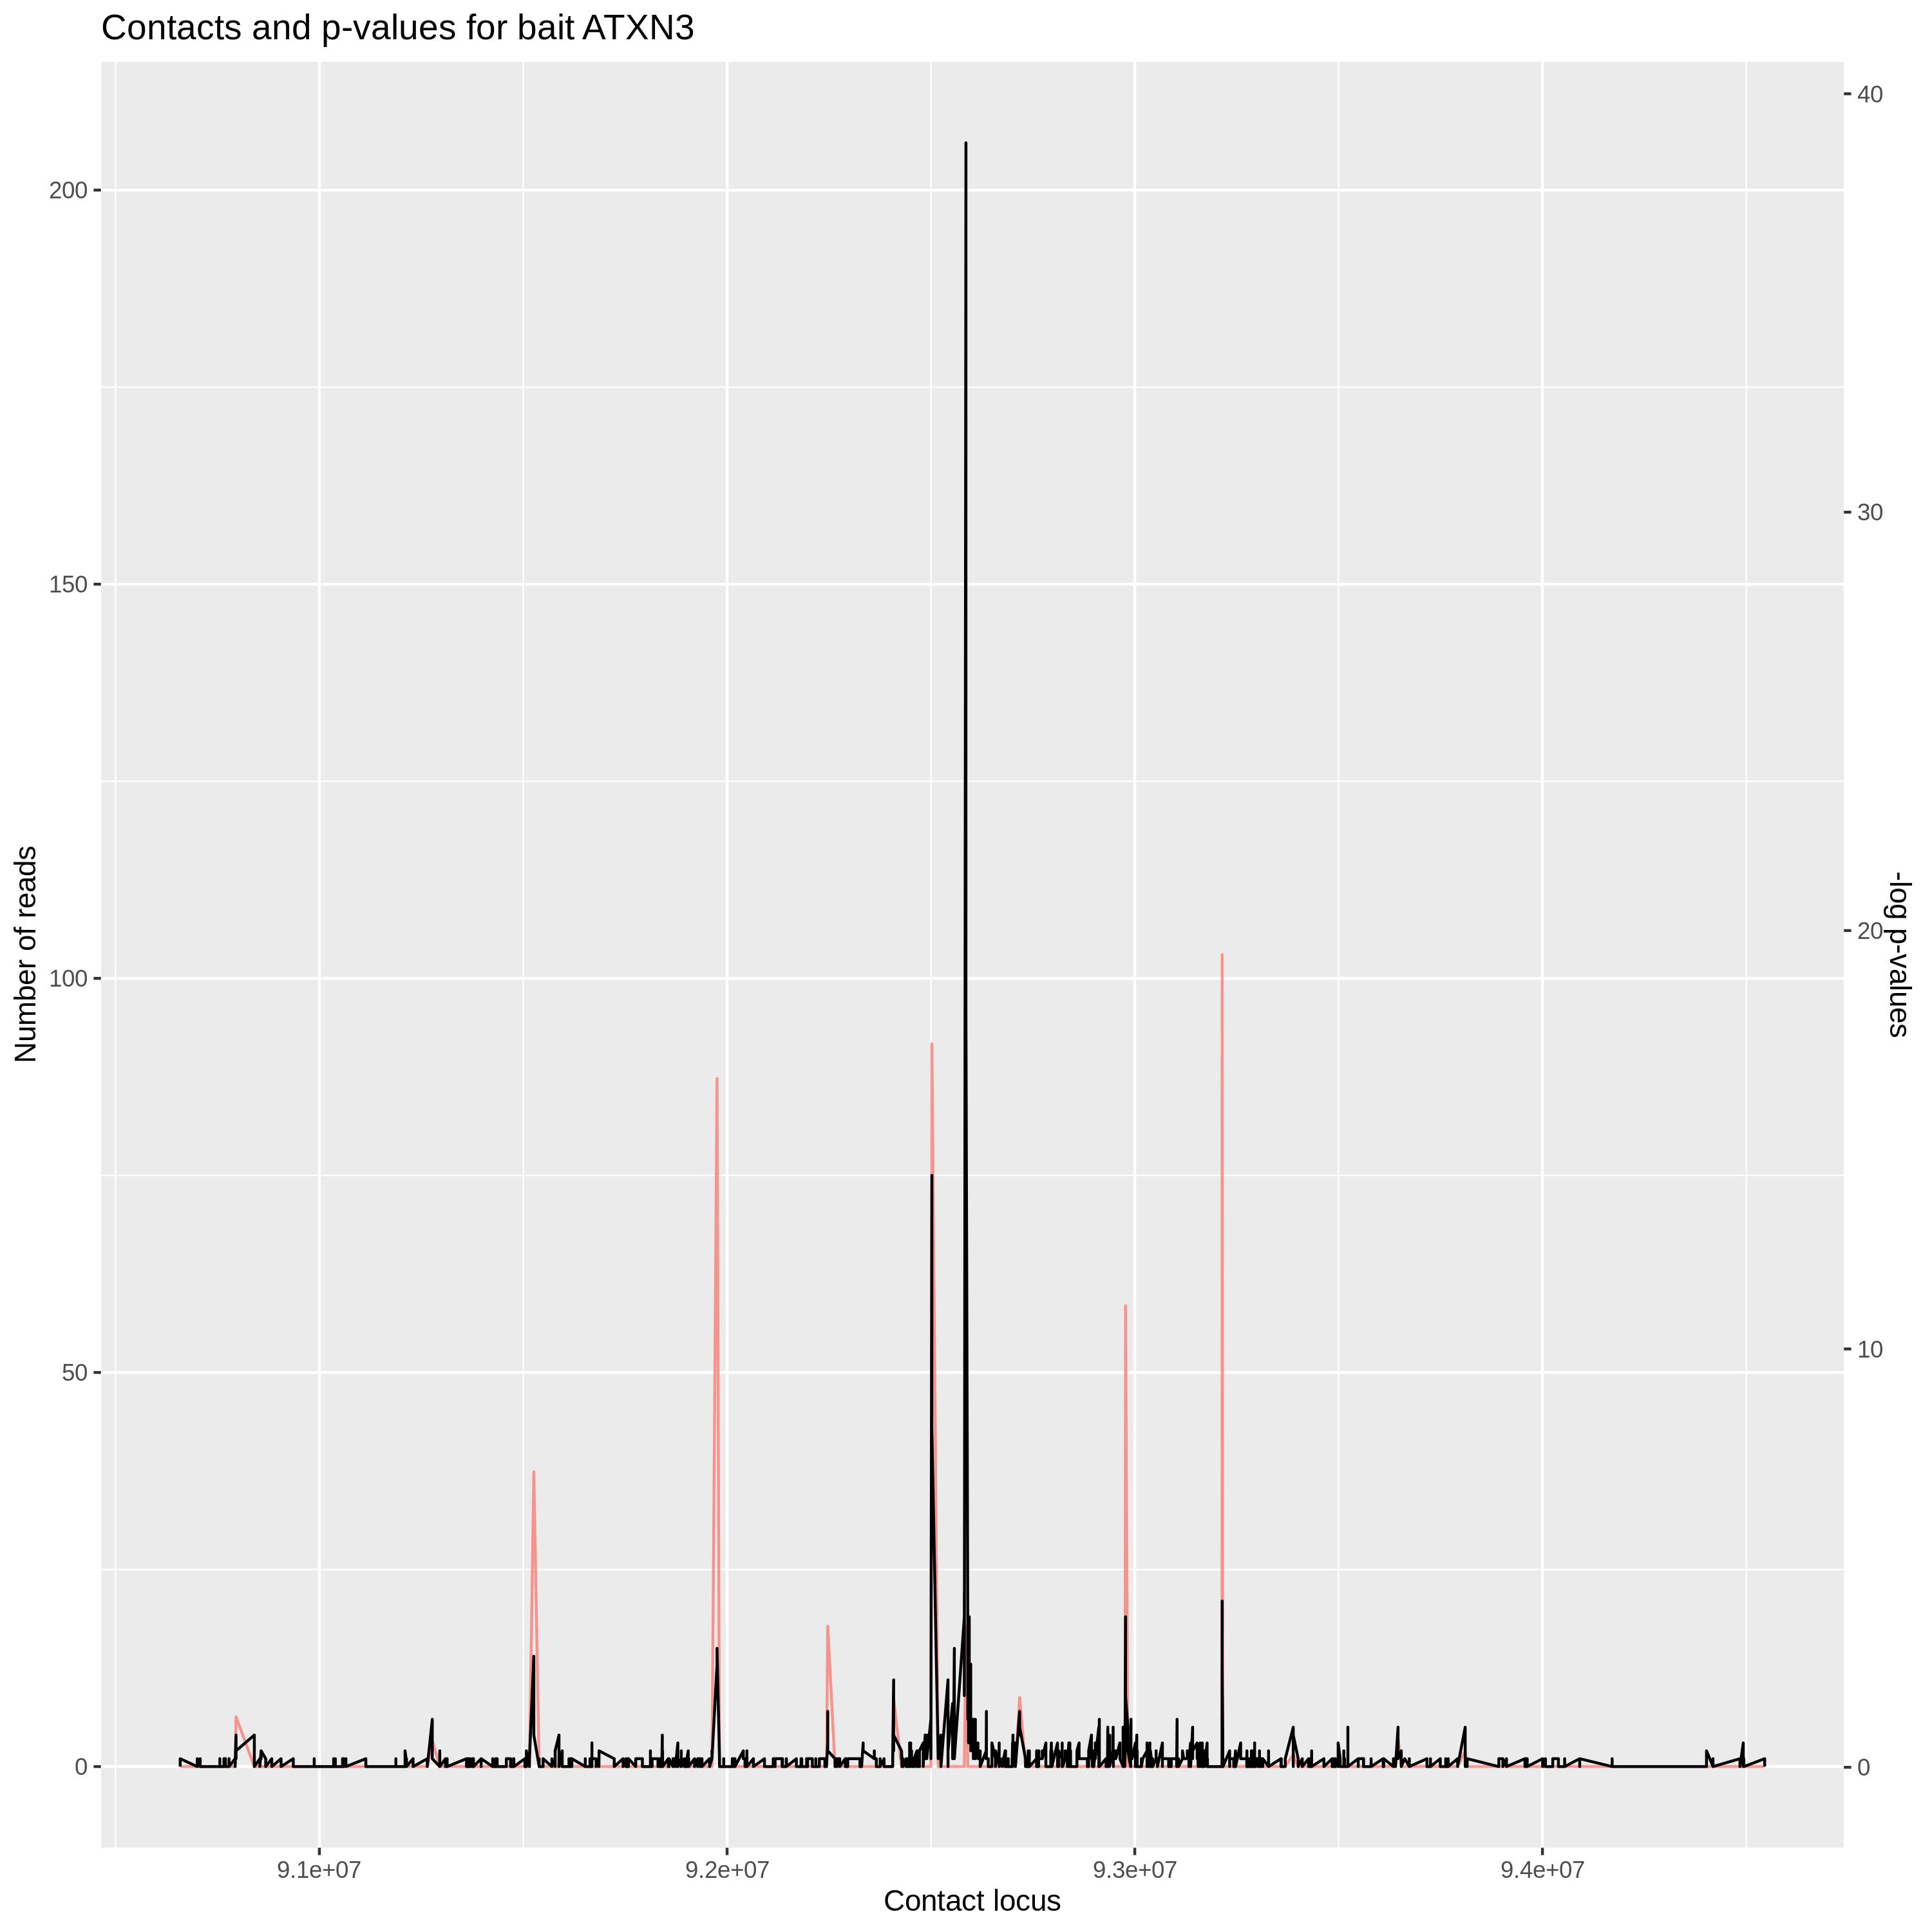 Contacts and p-values for bait ATXN3
200
150
100
50
0
40
30
20
10
0
Number of reads
-log p-values
9.1e+07 9.2e+07 9.3e+07 9.4e+07
Contact locus